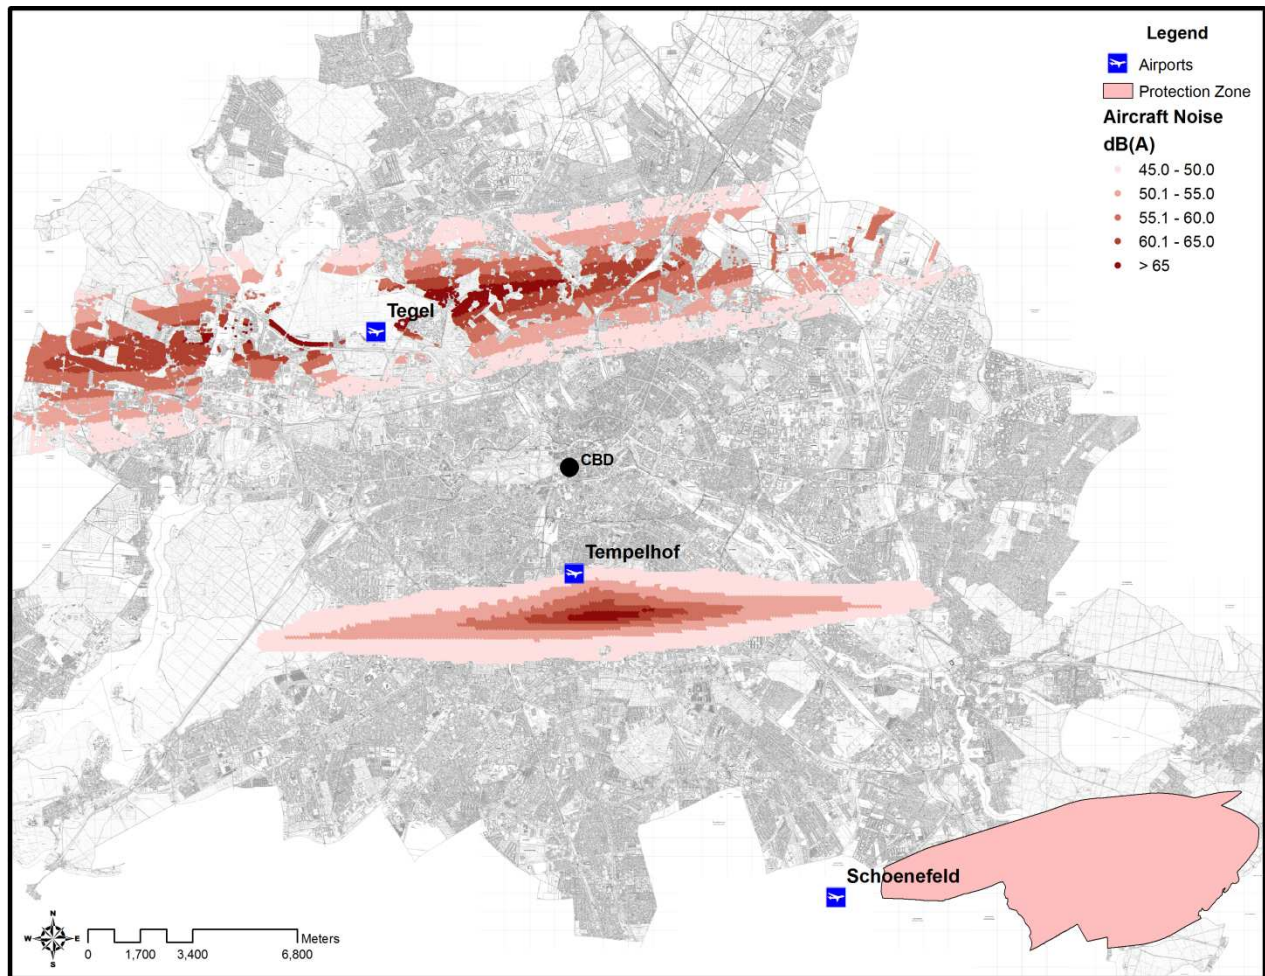 Legend
Airports
Protection Zone
Aircraft Noise
dB(A)
45.0 - 50.0
50.1 - 55.0
55.1 - 60.0
60.1 - 65.0
> 65
Tegel
CBD
Tempelhof
Schoenefeld
N
W E
S
Meters
0 1,700 3,400 6,800